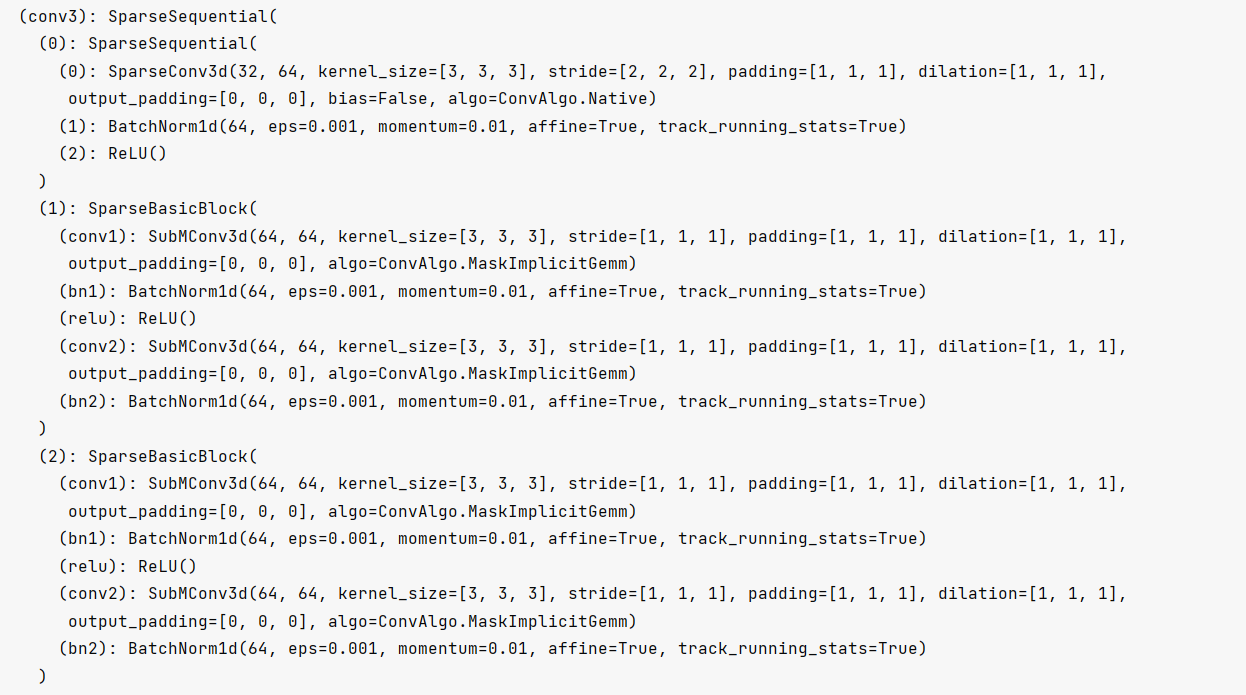 (conv3): SparseSequential(
(0): SparseSequential(
(0): SparseConv3d(32, 64, kernel_size=[3, 3, 3], stride=[2, 2, 2], padding=[1, 1, 1], dilation=[1, 1, 1],
output_padding=[0, 0, 0], bias=False, algo=ConvAlgo.Native)
(1): BatchNorm1d(64, eps=0.001, momentum=0.01, affine=True, track_running_stats=True)
(2): ReLU()
)
(1): SparseBasicBlock(
(conv1): SubMConv3d(64, 64, kernel_size=[3, 3, 3], stride=[1, 1, 1], padding=[1, 1, 1], dilation=[1, 1, 1],
output_padding=[0, 0, 0], algo=ConvAlgo.MaskImplicitGemm)
(bn1): BatchNorm1d(64, eps=0.001, momentum=0.01, affine=True, track_running_stats=True)
(relu): ReLU()
(conv2): SubMConv3d(64, 64, kernel_size=[3, 3, 3], stride=[1, 1, 1], padding=[1, 1, 1], dilation=[1, 1, 1],
output_padding=[0, 0, 0], algo=ConvAlgo.MaskImplicitGemm)
(bn2): BatchNorm1d(64, eps=0.001, momentum=0.01, affine=True, track_running_stats=True)
)
(2): SparseBasicBlock(
(conv1): SubMConv3d(64, 64, kernel_size=[3, 3, 3], stride=[1, 1, 1], padding=[1, 1, 1], dilation=[1, 1, 1],
output_padding=[0, 0, 0], algo=ConvAlgo.MaskImplicitGemm)
(bn1): BatchNorm1d(64, eps=0.001, momentum=0.01, affine=True, track_running_stats=True)
(relu): ReLU()
(conv2): SubMConv3d(64, 64, kernel_size=[3, 3, 3], stride=[1, 1, 1], padding=[1, 1, 1], dilation=[1, 1, 1],
output_padding=[0, 0, 0], algo=ConvAlgo.MaskImplicitGemm)
(bn2): BatchNorm1d(64, eps=0.001, momentum=0.01, affine=True, track_running_stats=True)
)